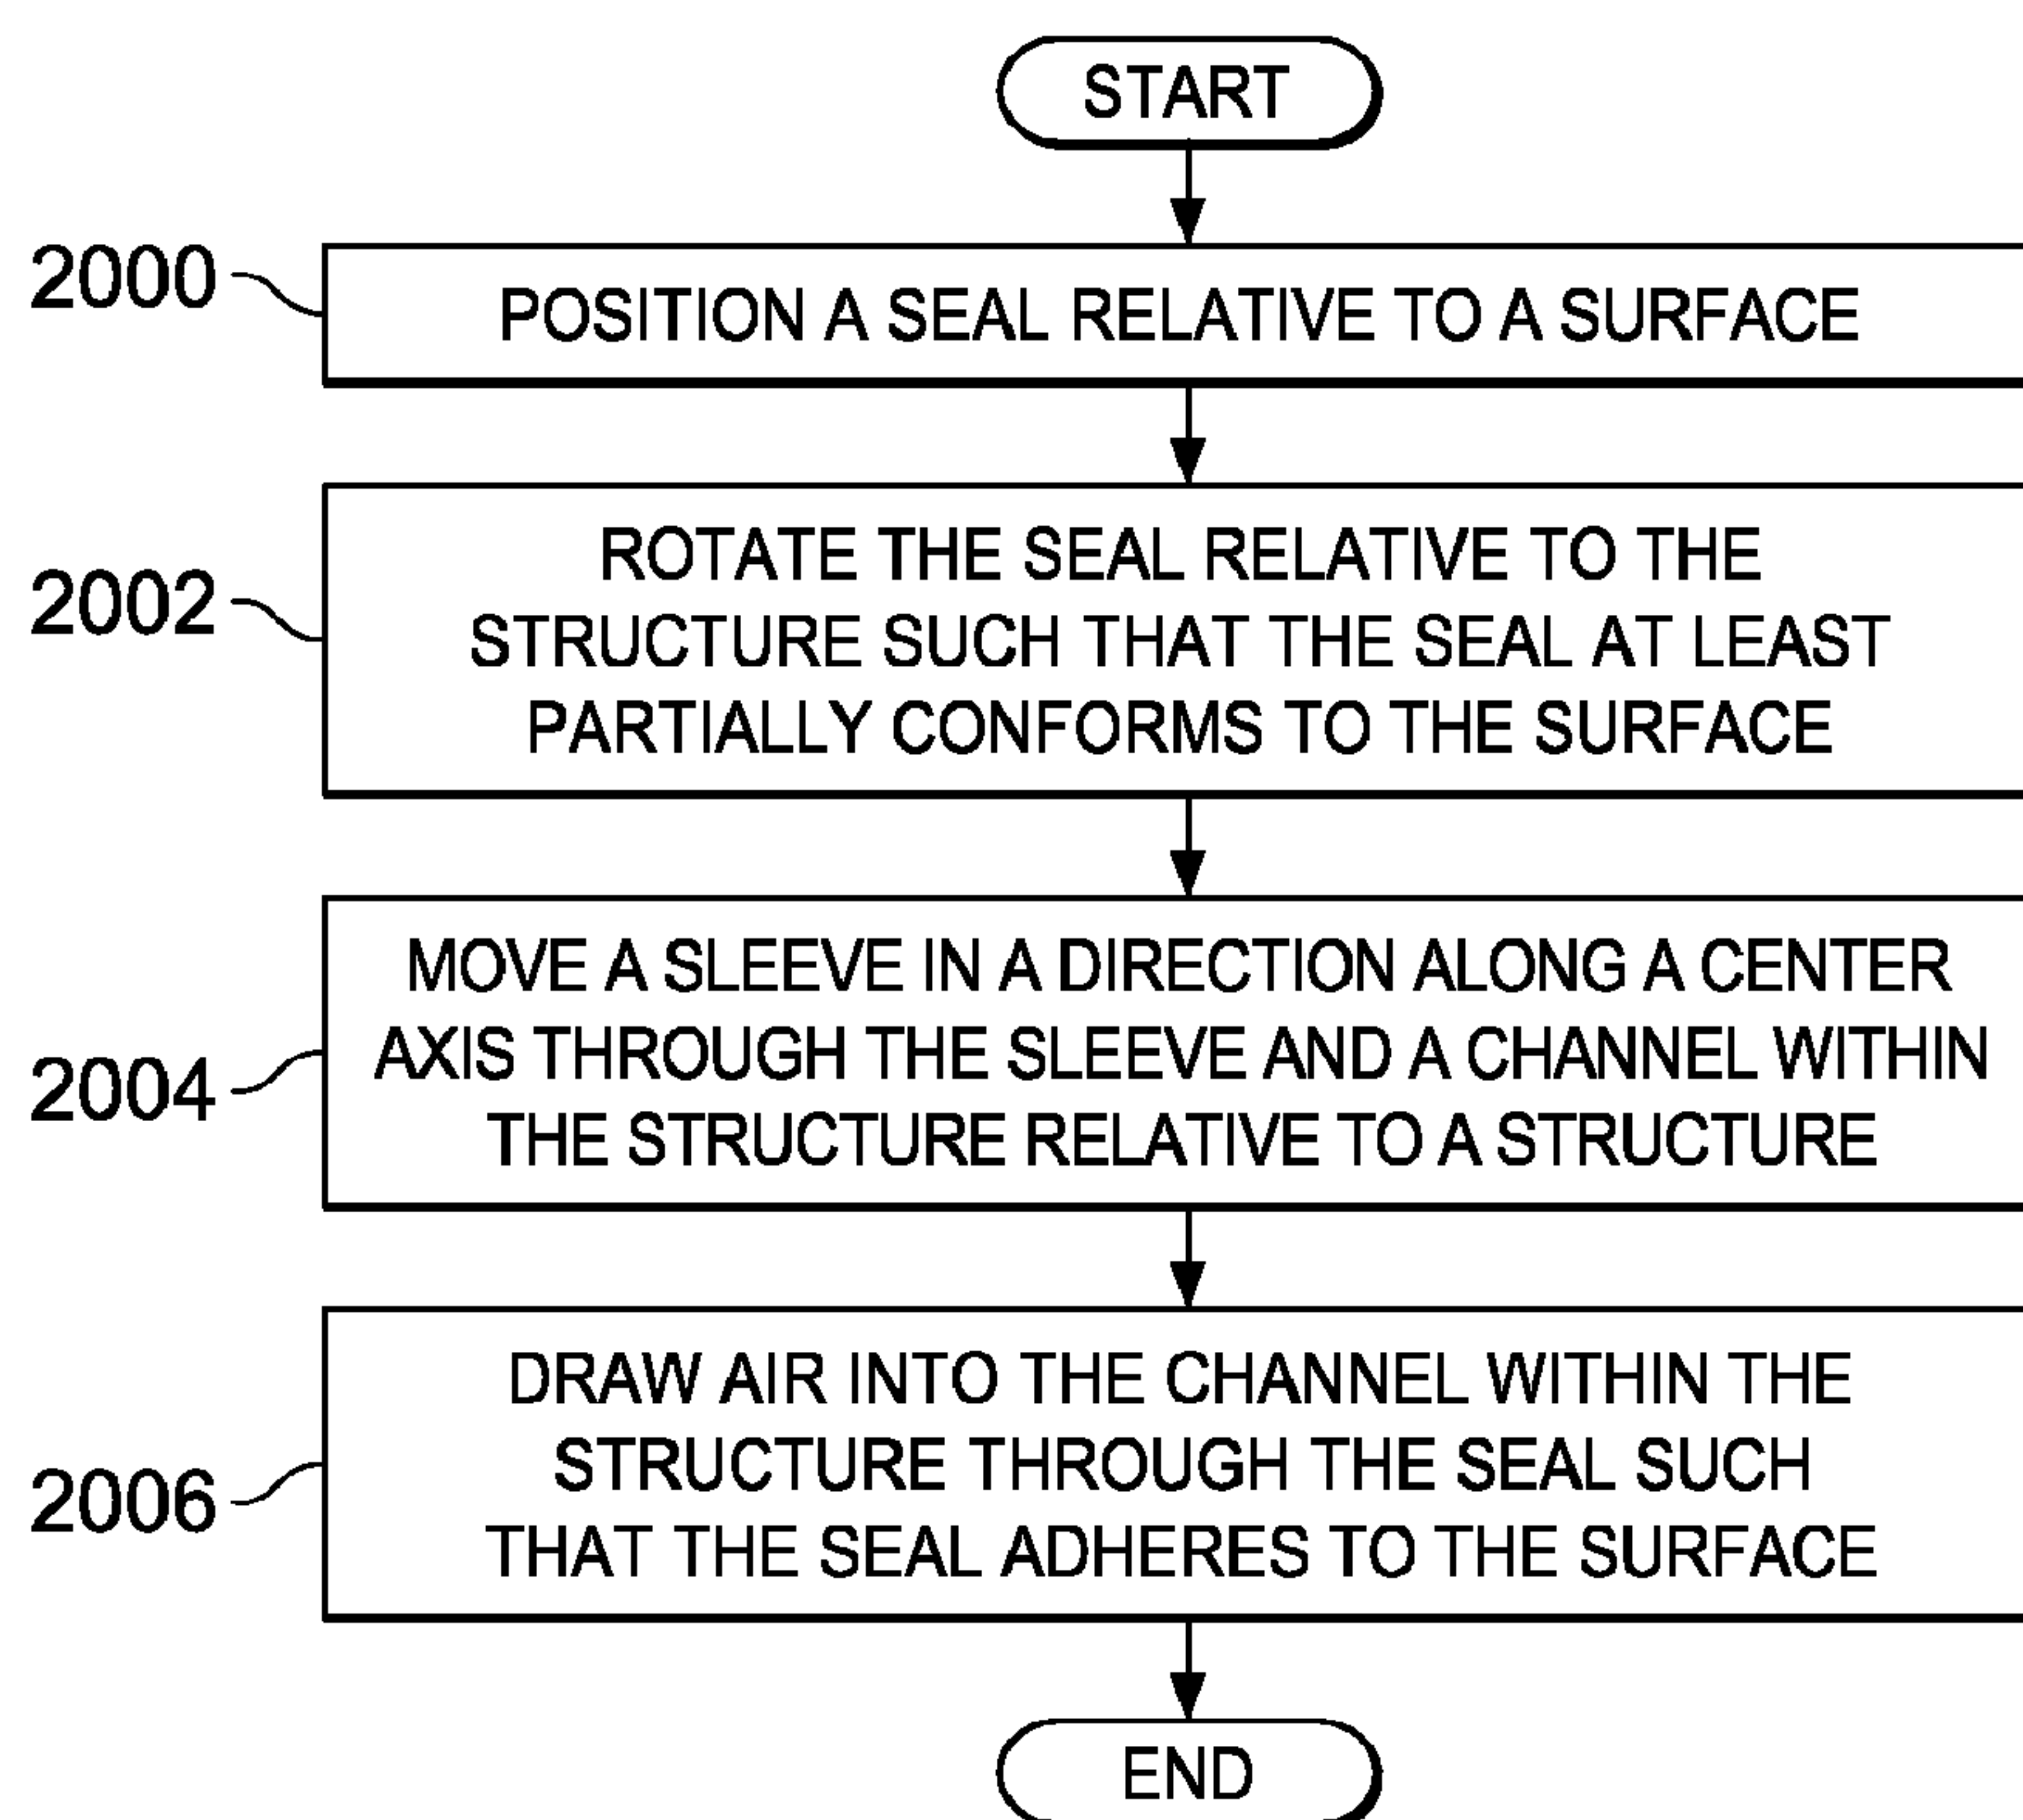 START
2000
POSITION A SEAL RELATIVE TO A SURFACE
2002
ROTATE THE SEAL RELATIVE TO THE
STRUCTURE SUCH THAT THE SEAL AT LEAST
PARTIALLY CONFORMS TO THE SURFACE
2004
MOVE A SLEEVE IN A DIRECTION ALONG A CENTER
AXIS THROUGH THE SLEEVE AND A CHANNEL WITHIN
THE STRUCTURE RELATIVE TO A STRUCTURE
2006
DRAW AIR INTO THE CHANNEL WITHIN THE
STRUCTURE THROUGH THE SEAL SUCH
THAT THE SEAL ADHERES TO THE SURFACE
END